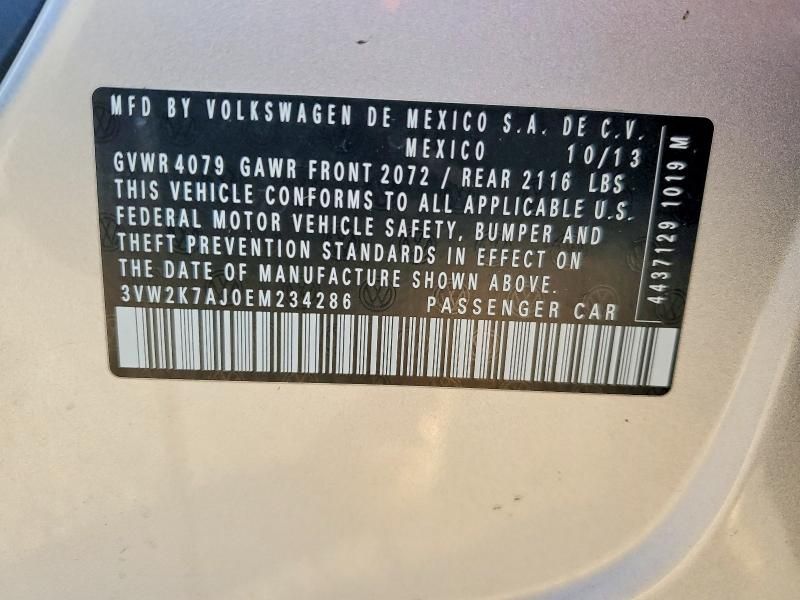 MFD BY VOLKSWAGEN DE MEXICO S.A. DE C.V.
MEXICO 10/13
GVWR 4079 GAWR FRONT 2072 / REAR 2116 LBS
THIS VEHICLE CONFORMS TO ALL APPLICABLE U.S.
FEDERAL MOTOR VEHICLE SAFETY, BUMPER AND
THEFT PREVENTION STANDARDS IN EFFECT ON
THE DATE OF MANUFACTURE SHOWN ABOVE.
3VW2K7AJ0EM234286 PASSENGER CAR
4437129 1019 M